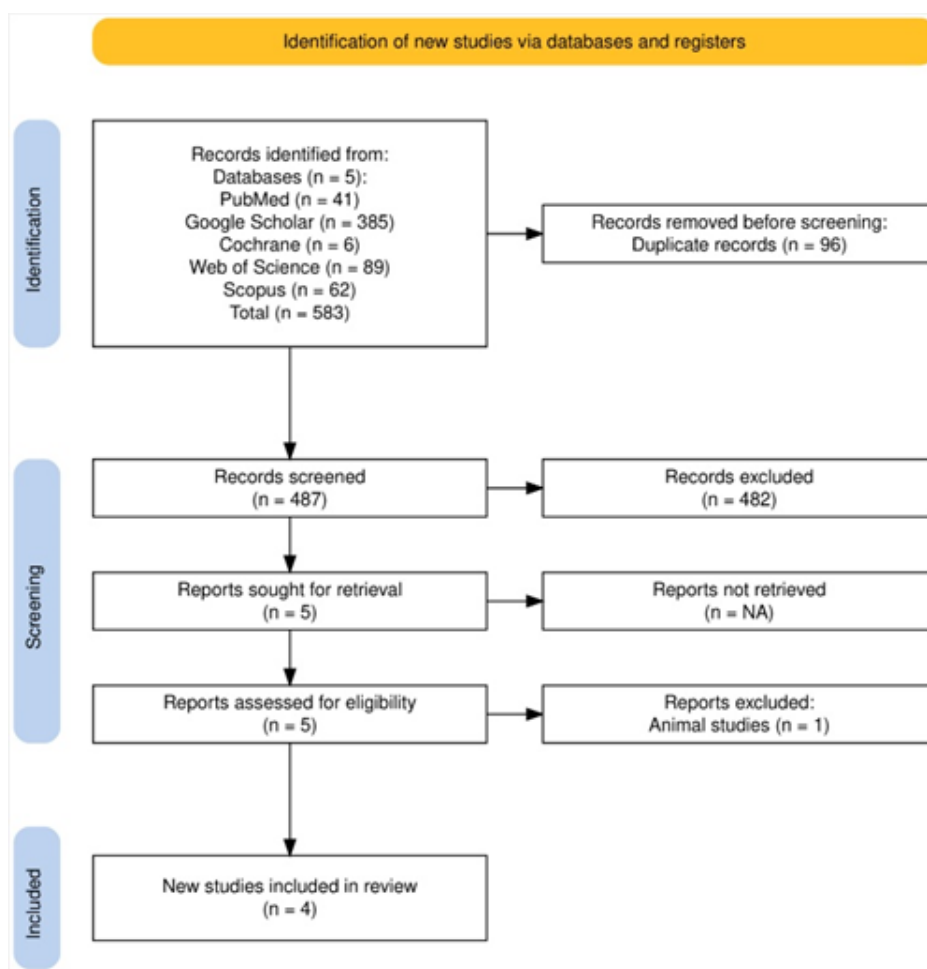 Identification of new studies via databases and registers
Identification
Records identified from:
Databases (n = 5):
PubMed (n = 41)
Google Scholar (n = 385)
Cochrane (n = 6)
Web of Science (n = 89)
Scopus (n = 62)
Total (n = 583)
Records removed before screening:
Duplicate records (n = 96)
Screening
Records screened
(n = 487)
Records excluded
(n = 482)
Reports sought for retrieval
(n = 5)
Reports not retrieved
(n = NA)
Reports assessed for eligibility
(n = 5)
Reports excluded:
Animal studies (n = 1)
Included
New studies included in review
(n = 4)